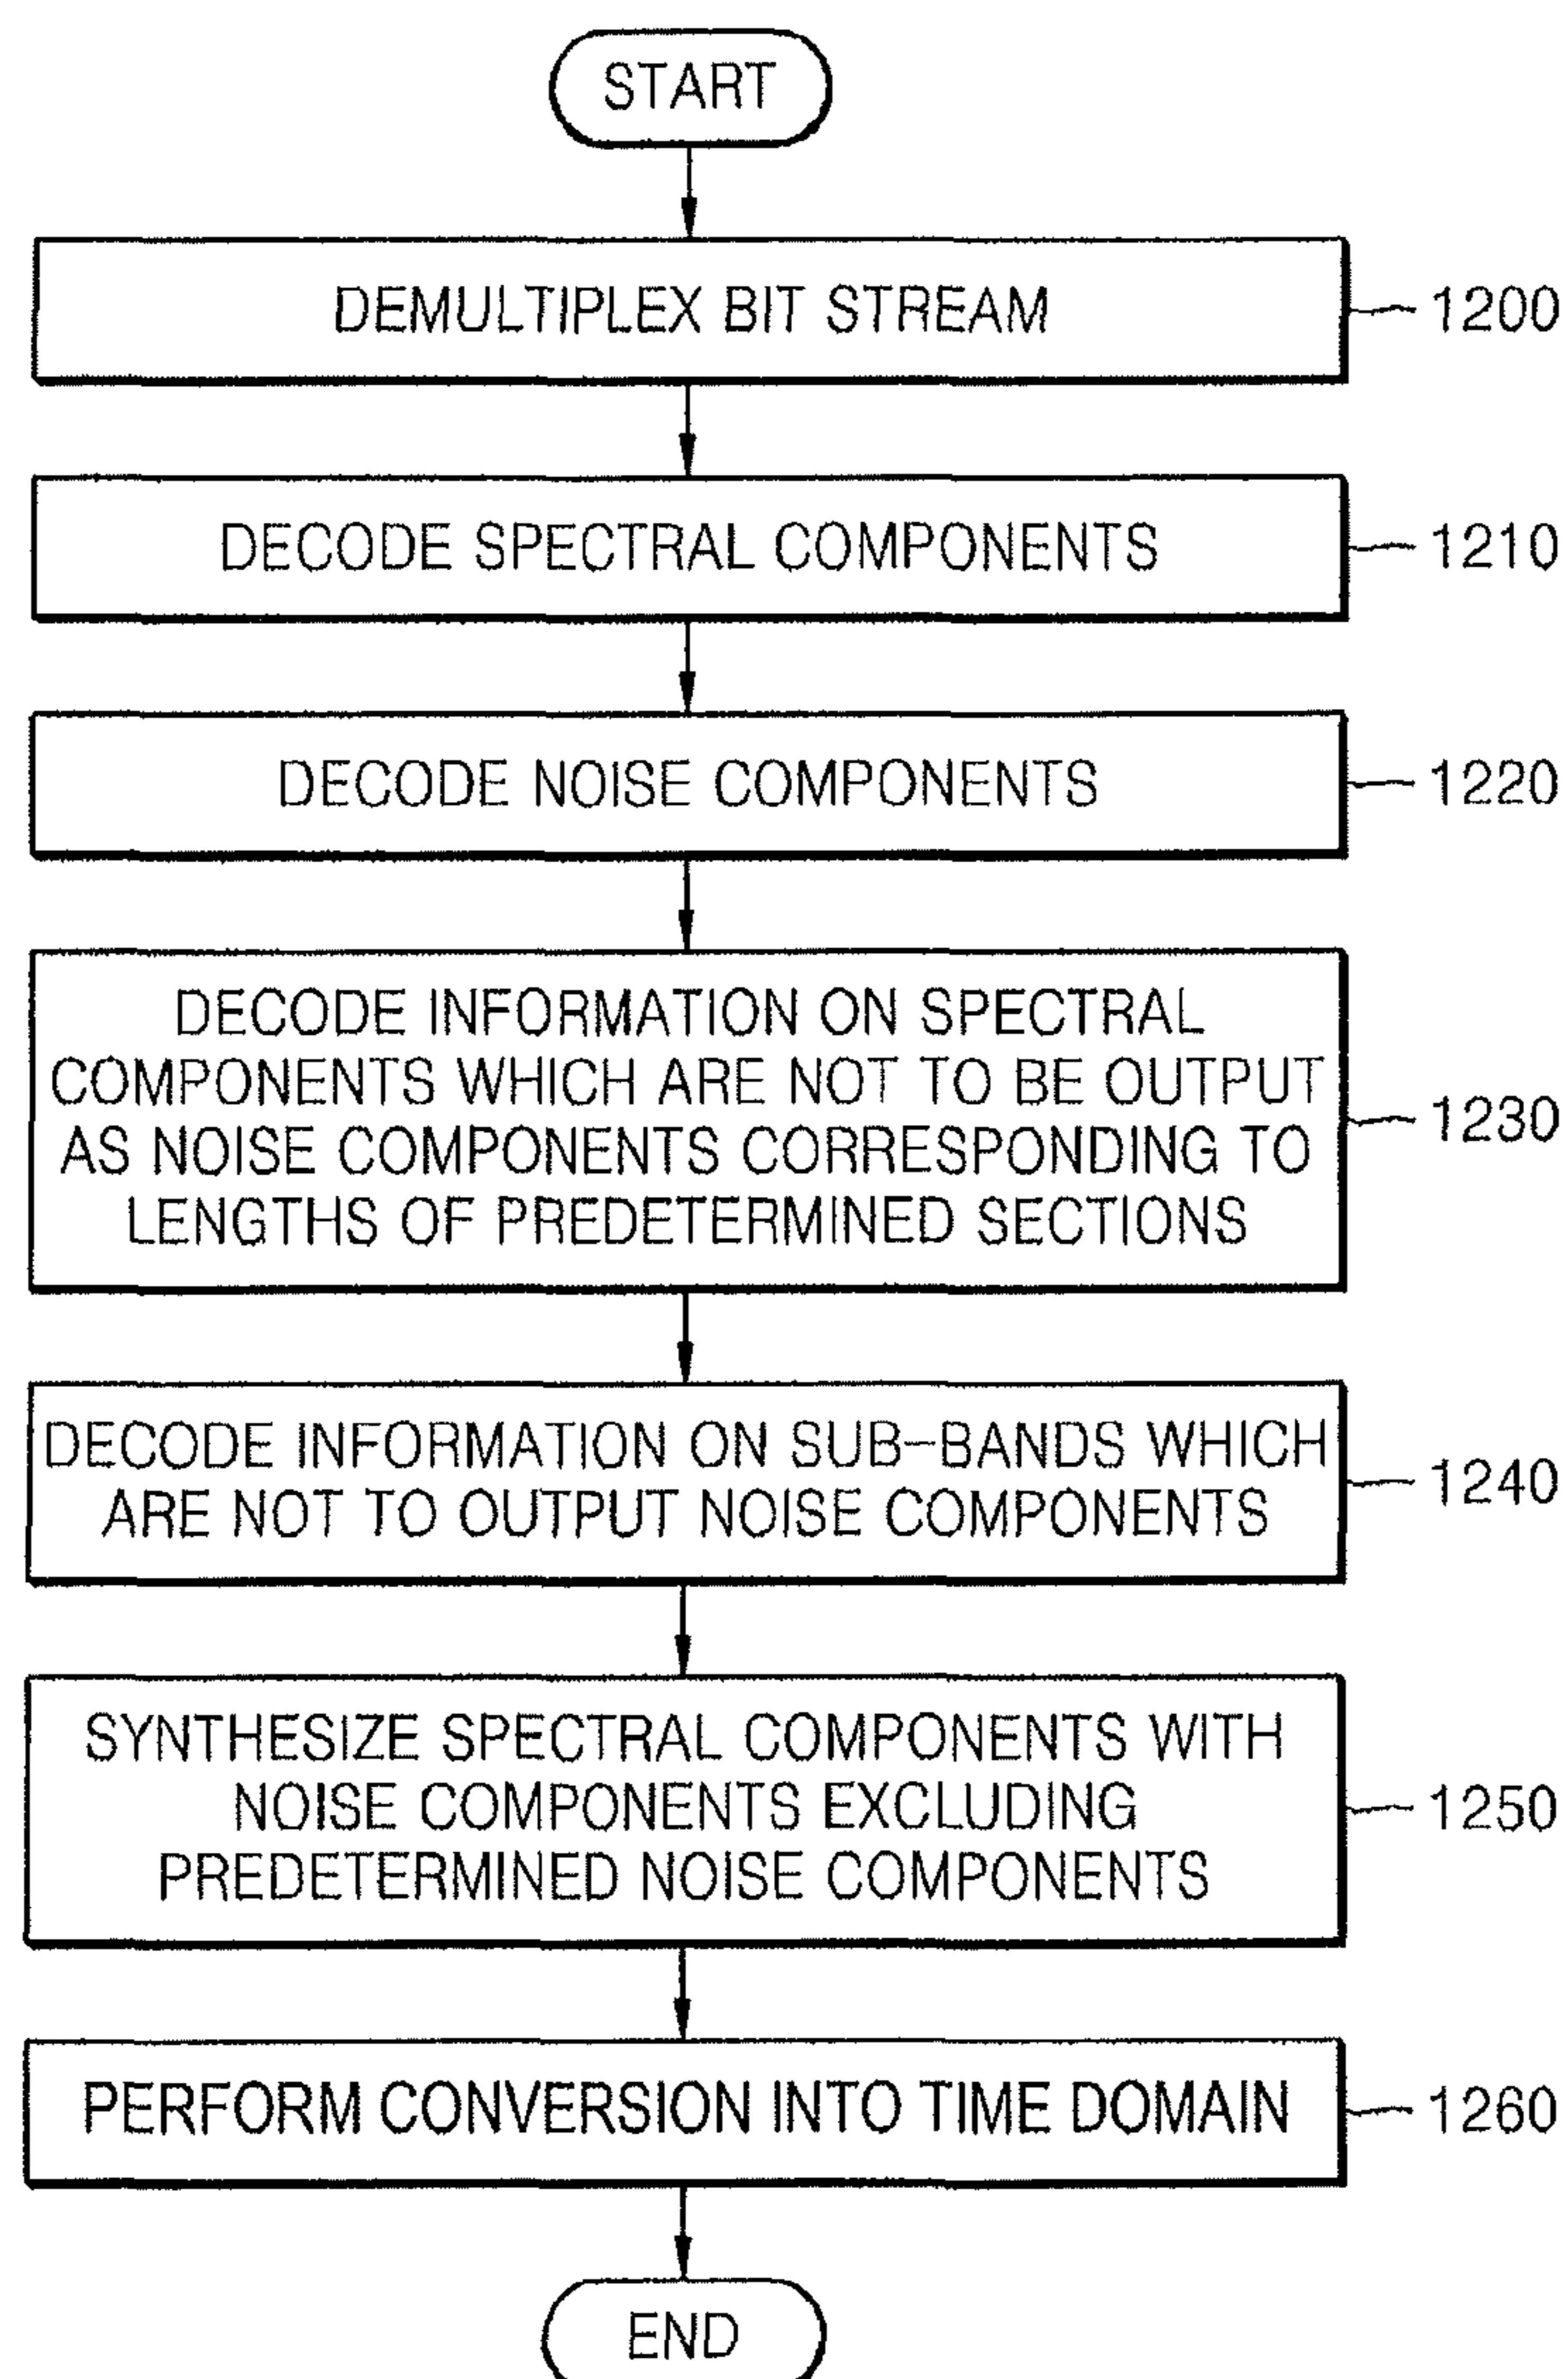 START
DEMULTIPLEX BIT STREAM
1200
DECODE SPECTRAL COMPONENTS
1210
DECODE NOISE COMPONENTS
1220
DECODE INFORMATION ON SPECTRAL
COMPONENTS WHICH ARE NOT TO BE OUTPUT
AS NOISE COMPONENTS CORRESPONDING TO
LENGTHS OF PREDETERMINED SECTIONS
1230
DECODE INFORMATION ON SUB-BANDS WHICH
ARE NOT TO OUTPUT NOISE COMPONENTS
1240
SYNTHESIZE SPECTRAL COMPONENTS WITH
NOISE COMPONENTS EXCLUDING
PREDETERMINED NOISE COMPONENTS
1250
PERFORM CONVERSION INTO TIME DOMAIN
1260
END